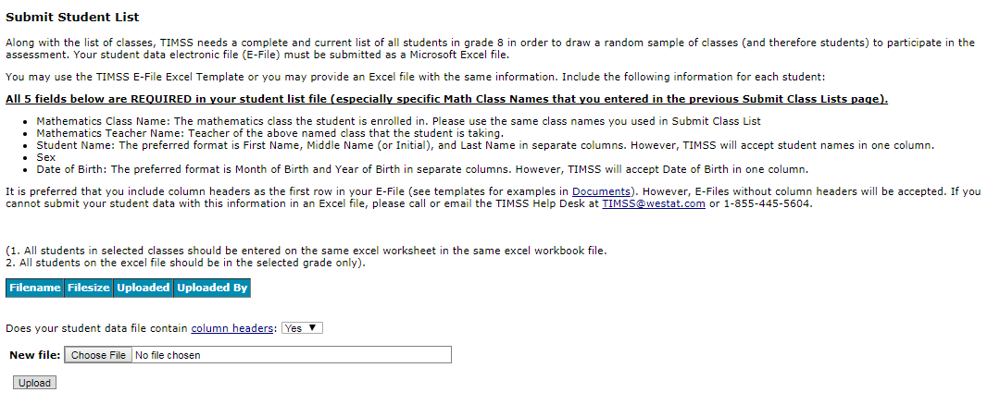 Submit Student List
Along with the list of classes, TIMSS needs a complete and current list of all students in grade 8 in order to draw a random sample of classes (and therefore students) to participate in the
assessment. Your student data electronic file (E-File) must be submitted as a Microsoft Excel file.
You may use the TIMSS E-File Excel Template or you may provide an Excel file with the same information. Include the following information for each student:
All 5 fields below are REQUIRED in your student list file (especially specific Math Class Names that you entered in the previous Submit Class Lists page).
• Mathematics Class Name: The mathematics class the student is enrolled in. Please use the same class names you used in Submit Class List
• Mathematics Teacher Name: Teacher of the above named class that the student is taking.
• Student Name: The preferred format is First Name, Middle Name (or Initial), and Last Name in separate columns. However, TIMSS will accept student names in one column.
• Sex
• Date of Birth: The preferred format is Month of Birth and Year of Birth in separate columns. However, TIMSS will accept Date of Birth in one column.
It is preferred that you include column headers as the first row in your E-File (see templates for examples in Documents). However, E-Files without column headers will be accepted. If you
cannot submit your student data with this information in an Excel file, please call or email the TIMSS Help Desk at TIMSS@westat.com or 1-855-445-5604.
(1. All students in selected classes should be entered on the same excel worksheet in the same excel workbook file.
2. All students on the excel file should be in the selected grade only).
Filename Filesize Uploaded Uploaded By
Does your student data file contain column headers: Yes ▼
New file: Choose File No file chosen
Upload